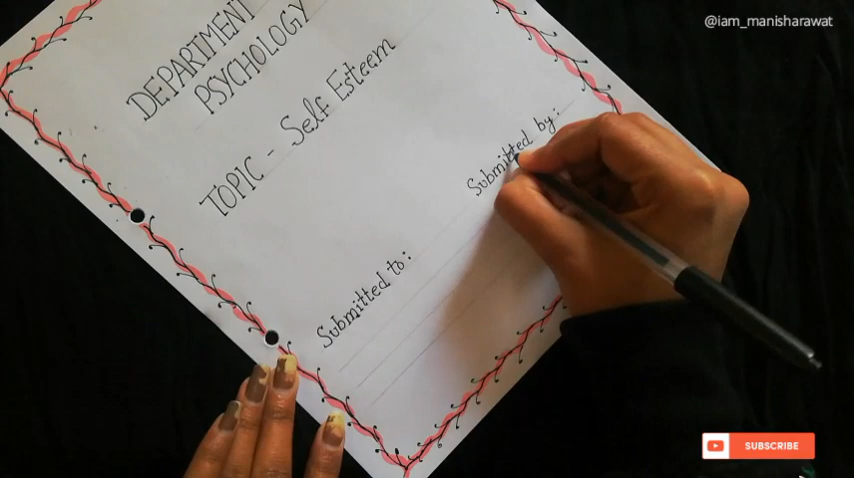 @iam_manisharawat
DEPARTMENT
PSYCHOLOGY
TOPIC - Self Esteem
Submitted by:
Submitted to:
SUBSCRIBE